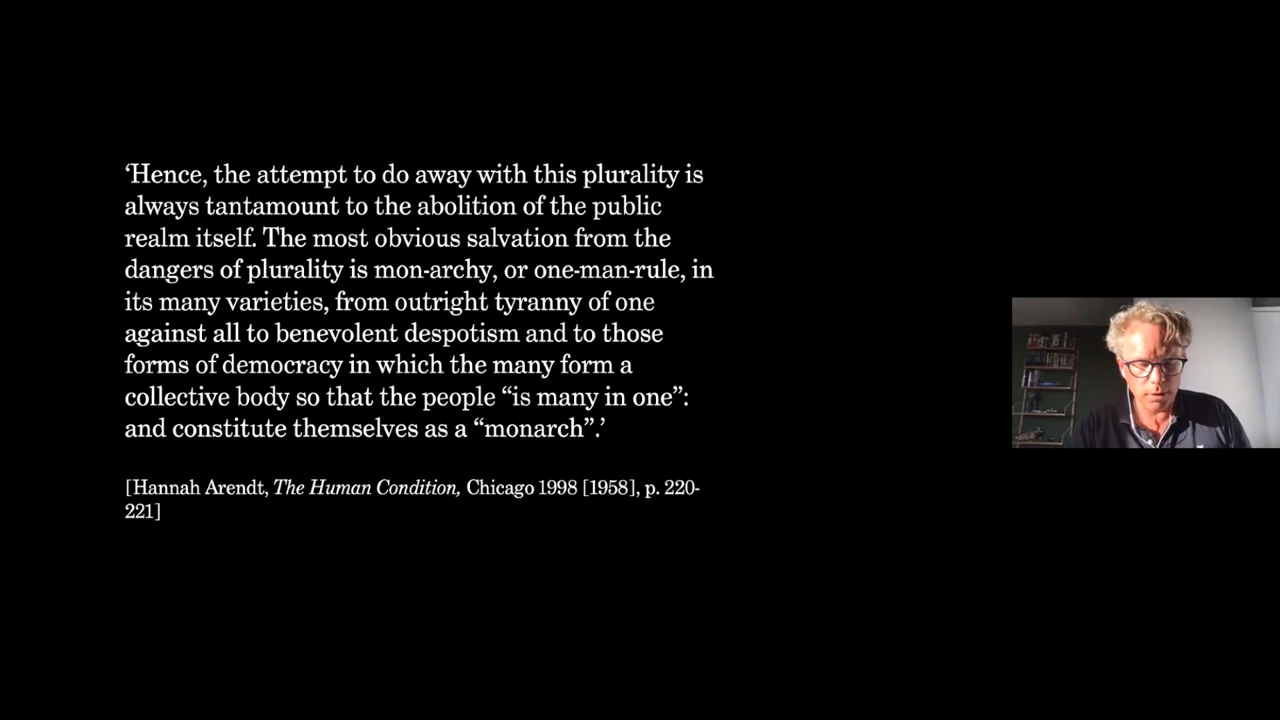 ‘Hence, the attempt to do away with this plurality is
always tantamount to the abolition of the public
realm itself. The most obvious salvation from the
dangers of plurality is mon-archy, or one-man-rule, in
its many varieties, from outright tyranny of one
against all to benevolent despotism and to those
forms of democracy in which the many form a
collective body so that the people “is many in one”:
and constitute themselves as a “monarch”.’
[Hannah Arendt, The Human Condition, Chicago 1998 [1958], p. 220-
221]